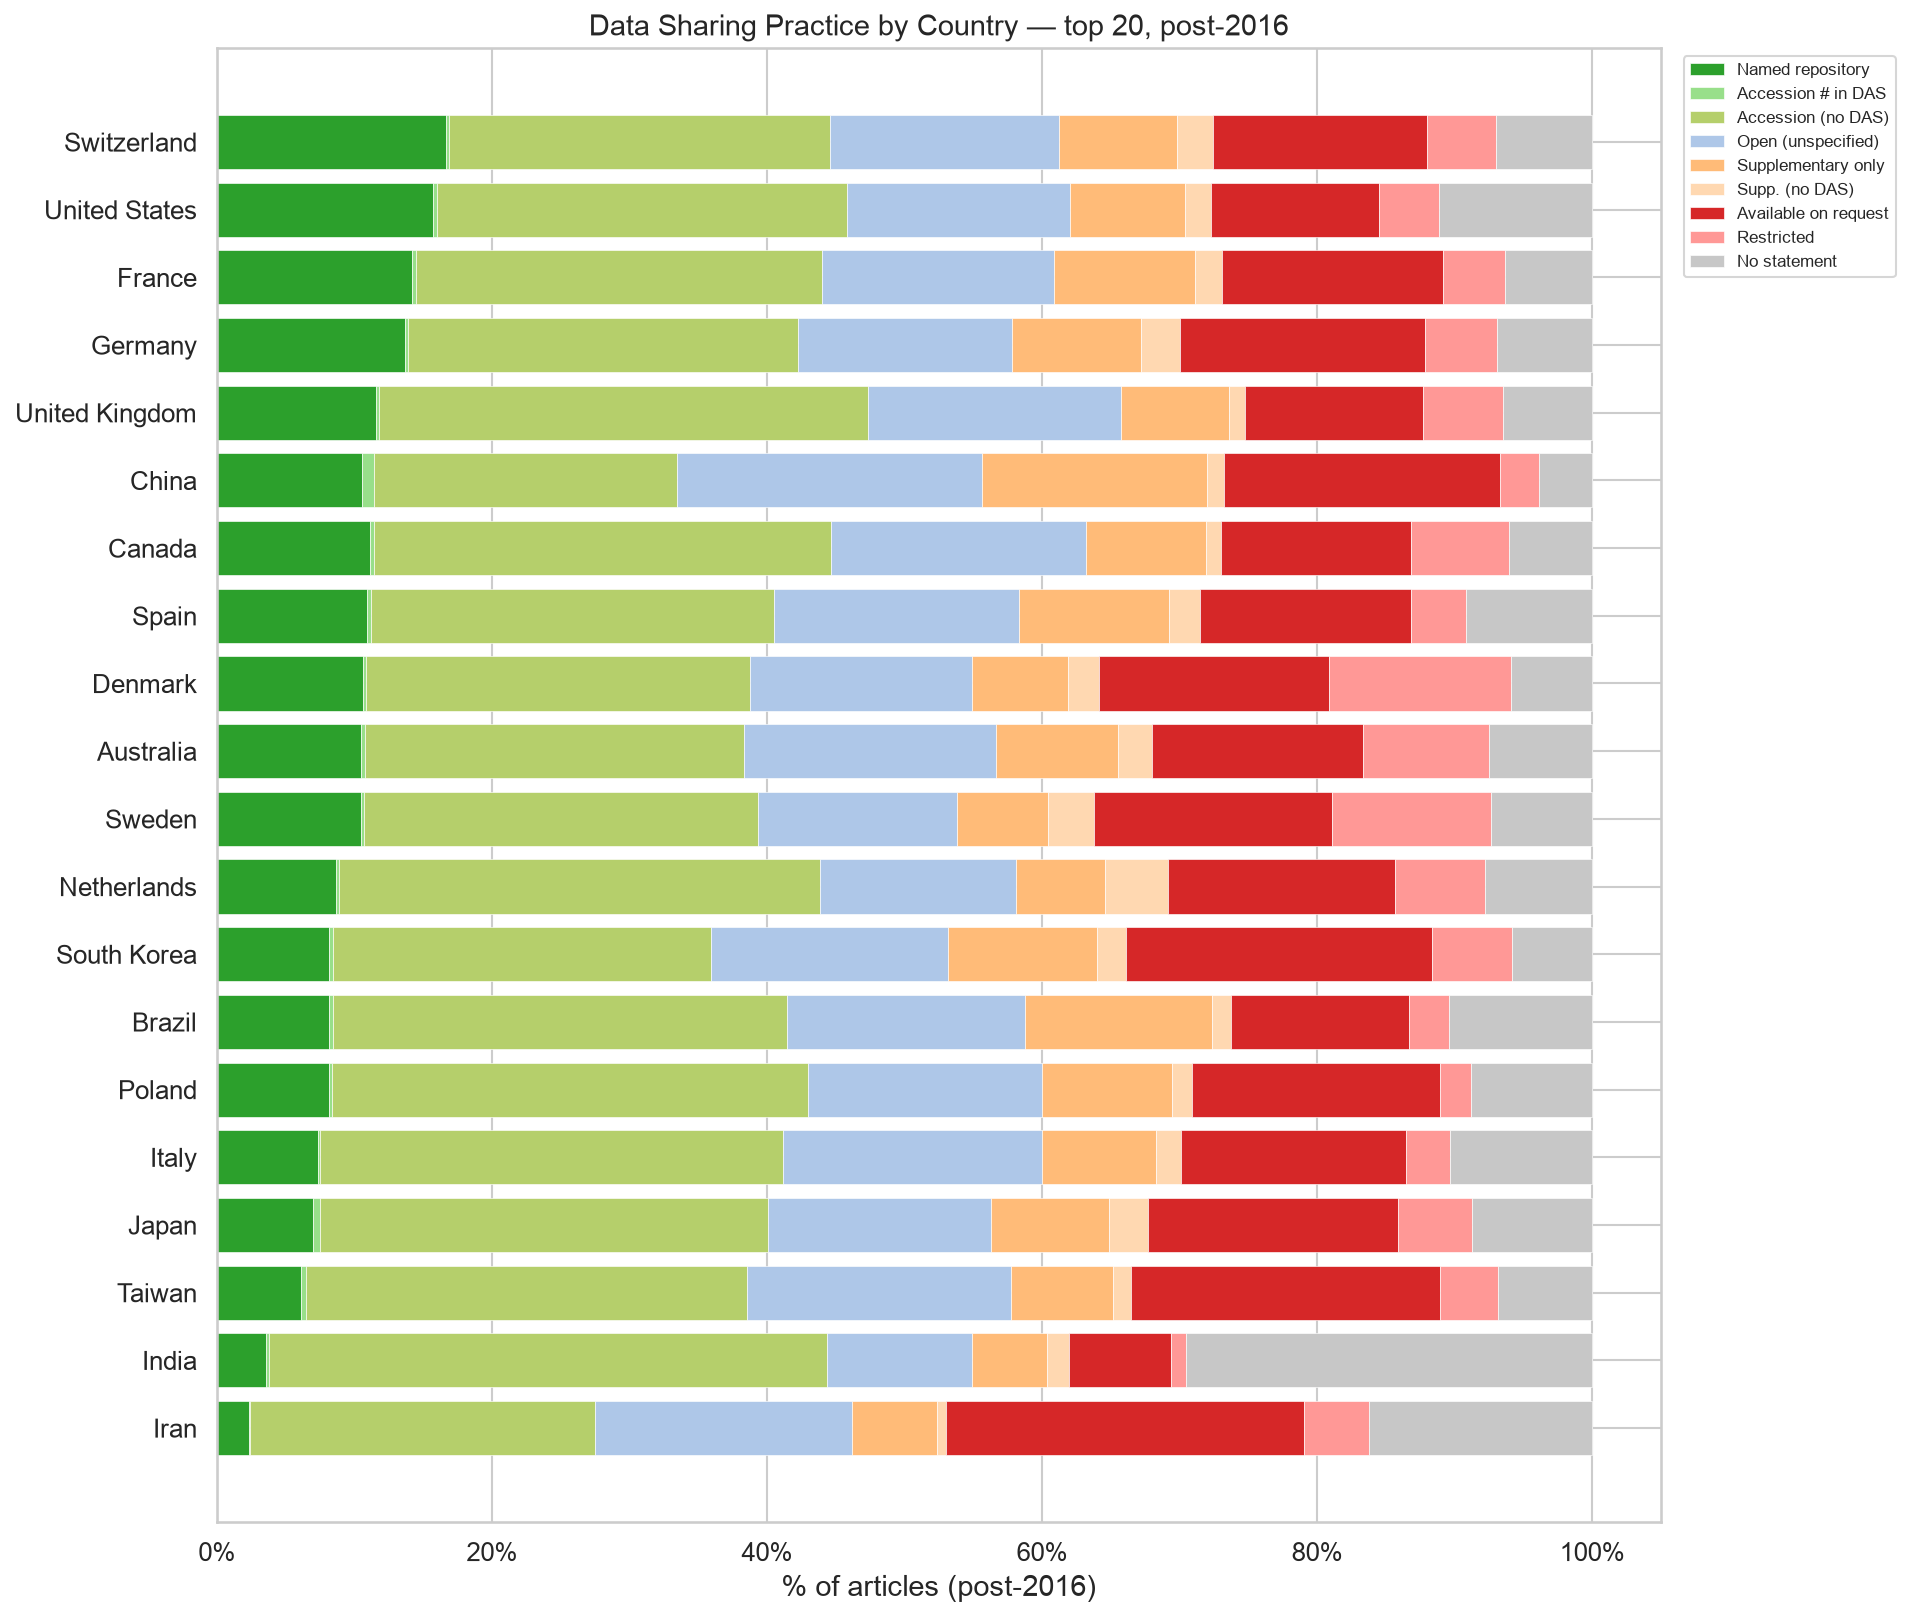 Data Sharing Practice by Country — top 20, post-2016
Named repository
Accession # in DAS
Accession (no DAS)
Open (unspecified)
Supplementary only
Supp. (no DAS)
Available on request
Restricted
No statement
Switzerland
United States
France
Germany
United Kingdom
China
Canada
Spain
Denmark
Australia
Sweden
Netherlands
South Korea
Brazil
Poland
Italy
Japan
Taiwan
India
Iran
0% 20% 40% 60% 80% 100%
% of articles (post-2016)